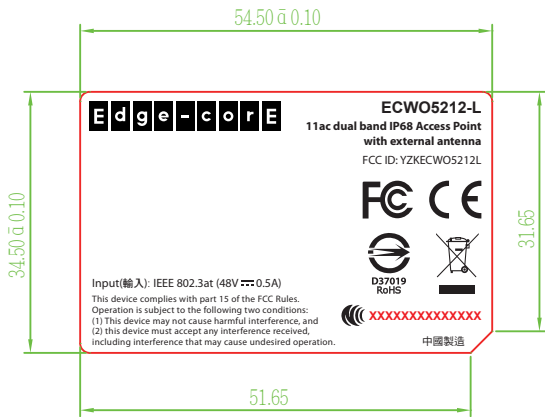 54.50 ā 0.10
Edge-corE
ECWO5212-L
11ac dual band IP68 Access Point
with external antenna
FCC ID: YZKECWO5212L
FC CE
34.50 ā 0.10
31.65
D37019
RoHS
Input(輸入): IEEE 802.3at (48V 0.5A)
This device complies with part 15 of the FCC Rules.
Operation is subject to the following two conditions:
(1) This device may not cause harmful interference, and
(2) this device must accept any interference received,
including interference that may cause undesired operation.
XXXXXXXXXXXXXX
中國製造
51.65